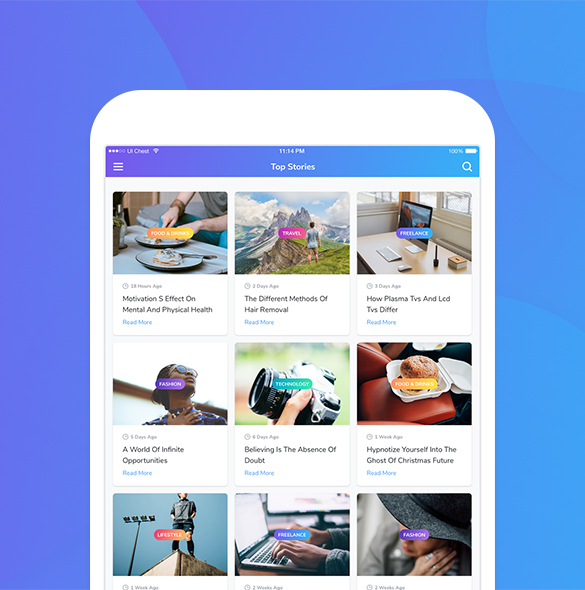 UI Chest
11:14 PM
100%
Top Stories
FOOD & DRINKS
TRAVEL
FREELANCE
18 Hours Ago
2 Days Ago
3 Days Ago
Motivation S Effect On
Mental And Physical Health
Read More
The Different Methods Of
Hair Removal
Read More
How Plasma Tvs And Lcd
Tvs Differ
Read More
FASHION
TECHNOLOGY
FOOD & DRINKS
5 Days Ago
6 Days Ago
1 Week Ago
A World Of Infinite
Opportunities
Read More
Believing Is The Absence Of
Doubt
Read More
Hypnotize Yourself Into The
Ghost Of Christmas Future
Read More
LIFESTYLE
FREELANCE
FASHION
1 Week Ago
2 Weeks Ago
2 Weeks Ago